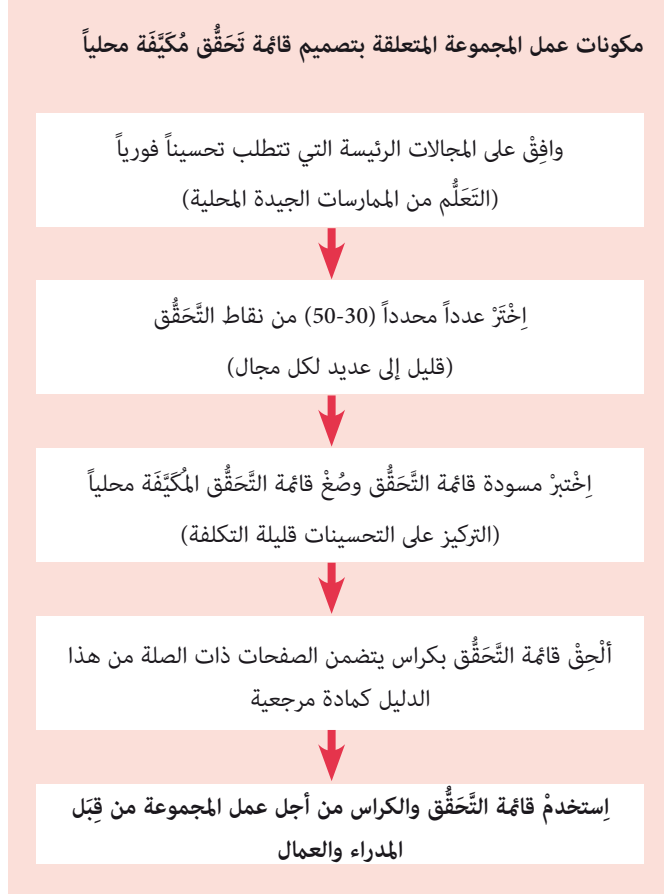 مكونات عمل المجموعة المتعلقة بتصميم قائمة تَحَقُّق مُكَيَّفَة محلياً
وافِقْ على المجالات الرئيسة التي تتطلب تحسيناً فورياً
(التَعَلُّم من الممارسات الجيدة المحلية)
اِخْتَرْ عدداً محدداً (30-50) من نقاط التَّحَقُّق
(قليل إلى عديد لكل مجال)
اِخْتبرْ مسودة قائمة التَّحَقُّق وصُغْ قائمة التَّحَقُّق المُكَيَّفَة محلياً
(التركيز على التحسينات قليلة التكلفة)
ألْحِقْ قائمة التَّحَقُّق بكراس يتضمن الصفحات ذات الصلة من هذا
الدليل كمادة مرجعية
اِستخدمْ قائمة التَّحَقُّق والكراس من أجل عمل المجموعة من قِبَل
المدراء والعمال